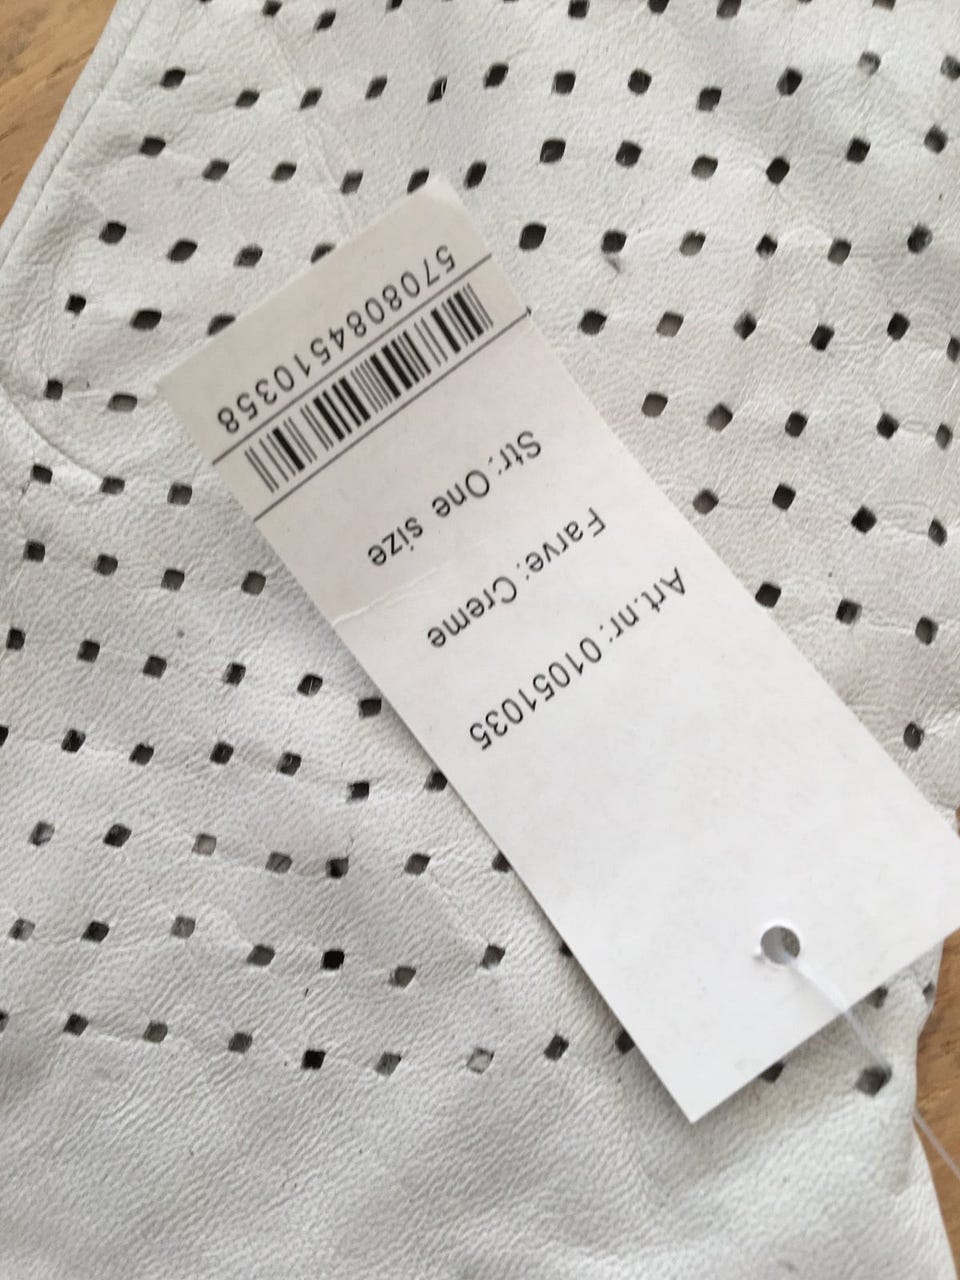 Art.nr: 01051035
Farve: Creme
Str: One size
5708084510358